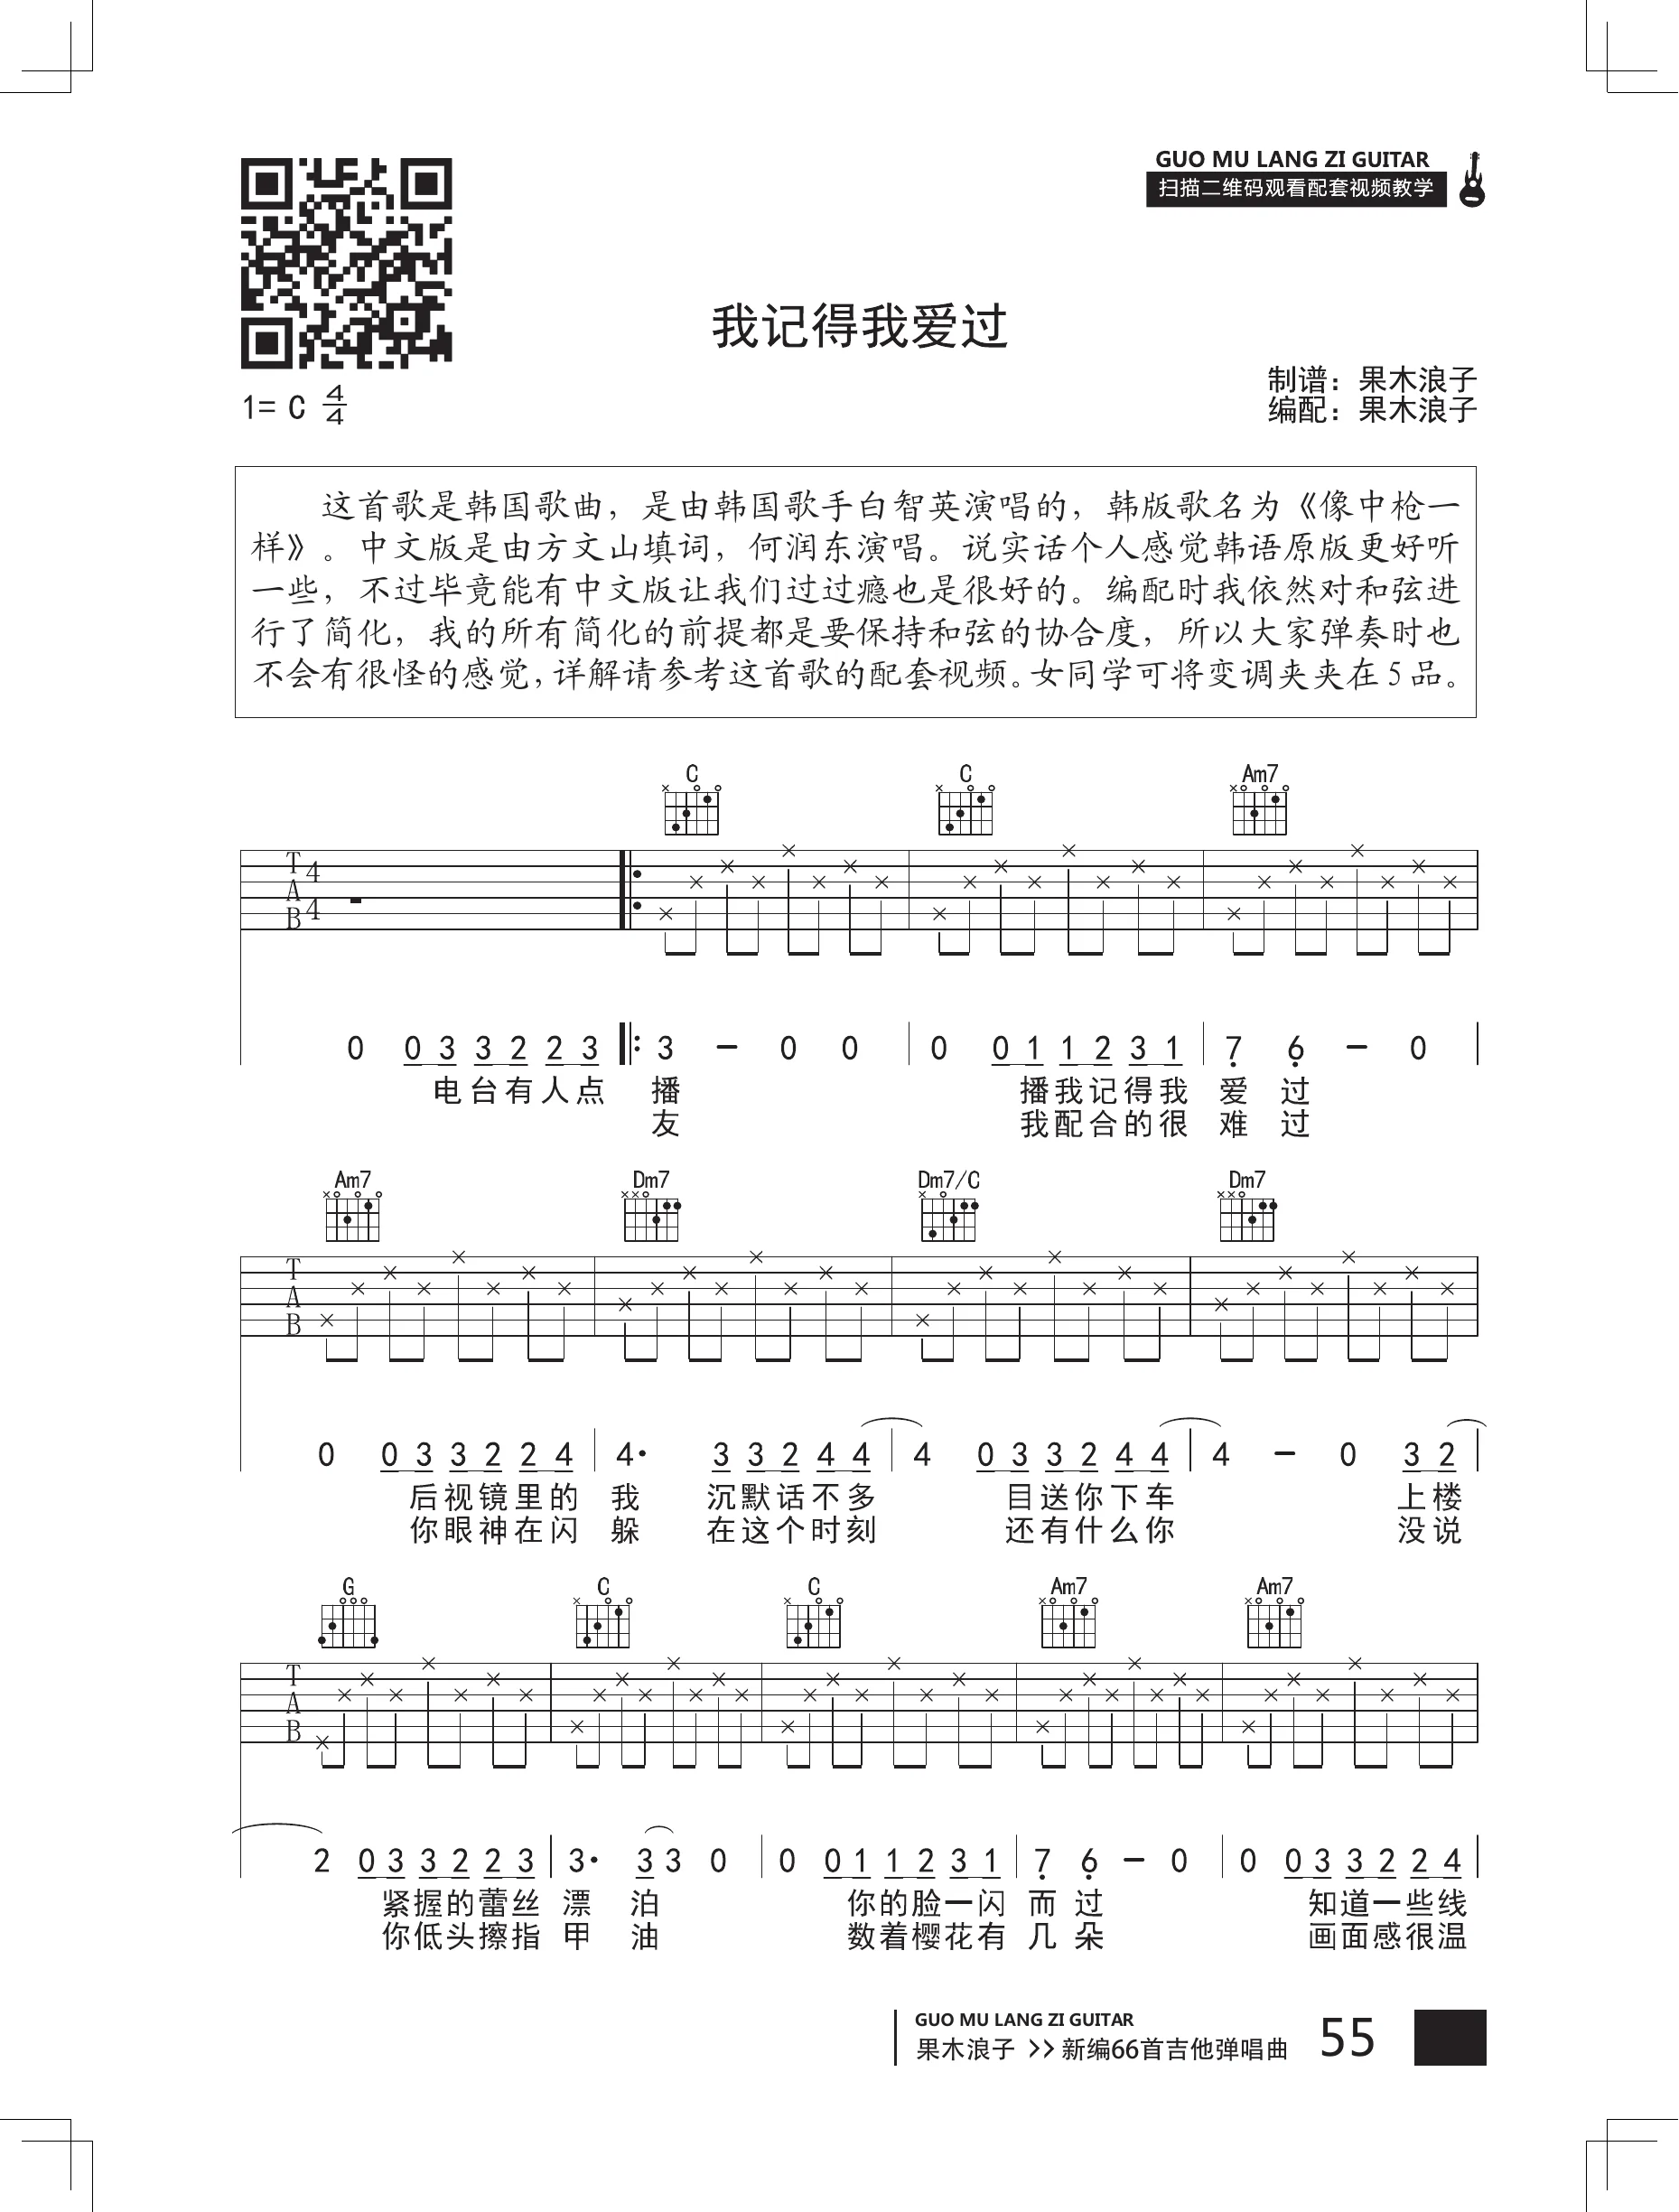 GUO MU LANG ZI GUITAR
扫描二维码观看配套视频教学
我记得我爱过
1= C 4/4
制谱：果木浪子
编配：果木浪子
这首歌是韩国歌曲，是由韩国歌手白智英演唱的，韩版歌名为《像中枪一
样》。中文版是由方文山填词，何润东演唱。说实话个人感觉韩语原版更好听
一些，不过毕竟能有中文版让我们过过瘾也是很好的。编配时我依然对和弦进
行了简化，我的所有简化的前提都是要保持和弦的协合度，所以大家弹奏时也
不会有很怪的感觉，详解请参考这首歌的配套视频。女同学可将变调夹夹在5品。
C C Am7
T A B 4 4
0 0 3 3 2 2 3 3 - 0 0 0 0 1 1 2 3 1 7 6 - 0
电台有人点 播 播我记得我 爱 过
友 我配合的很 难 过
Am7 Dm7 Dm7/C Dm7
T A B
0 0 3 3 2 2 4 4· 3 3 2 4 4 4 0 3 3 2 4 4 4 - 0 3 2
后视镜里的 我 沉默话不多 目送你下车 上楼
你眼神在闪 躲 在这个时刻 还有什么你 没说
G C C Am7 Am7
T A B
2 0 3 3 2 2 3 3· 3 3 0 0 0 1 1 2 3 1 7 6 - 0 0 0 3 3 2 2 4
紧握的蕾丝 漂 泊 你的脸一闪 而 过 知道一些线
你低头擦指 甲 油 数着樱花有 几 朵 画面感很温
GUO MU LANG ZI GUITAR
果木浪子 >> 新编66首吉他弹唱曲 55